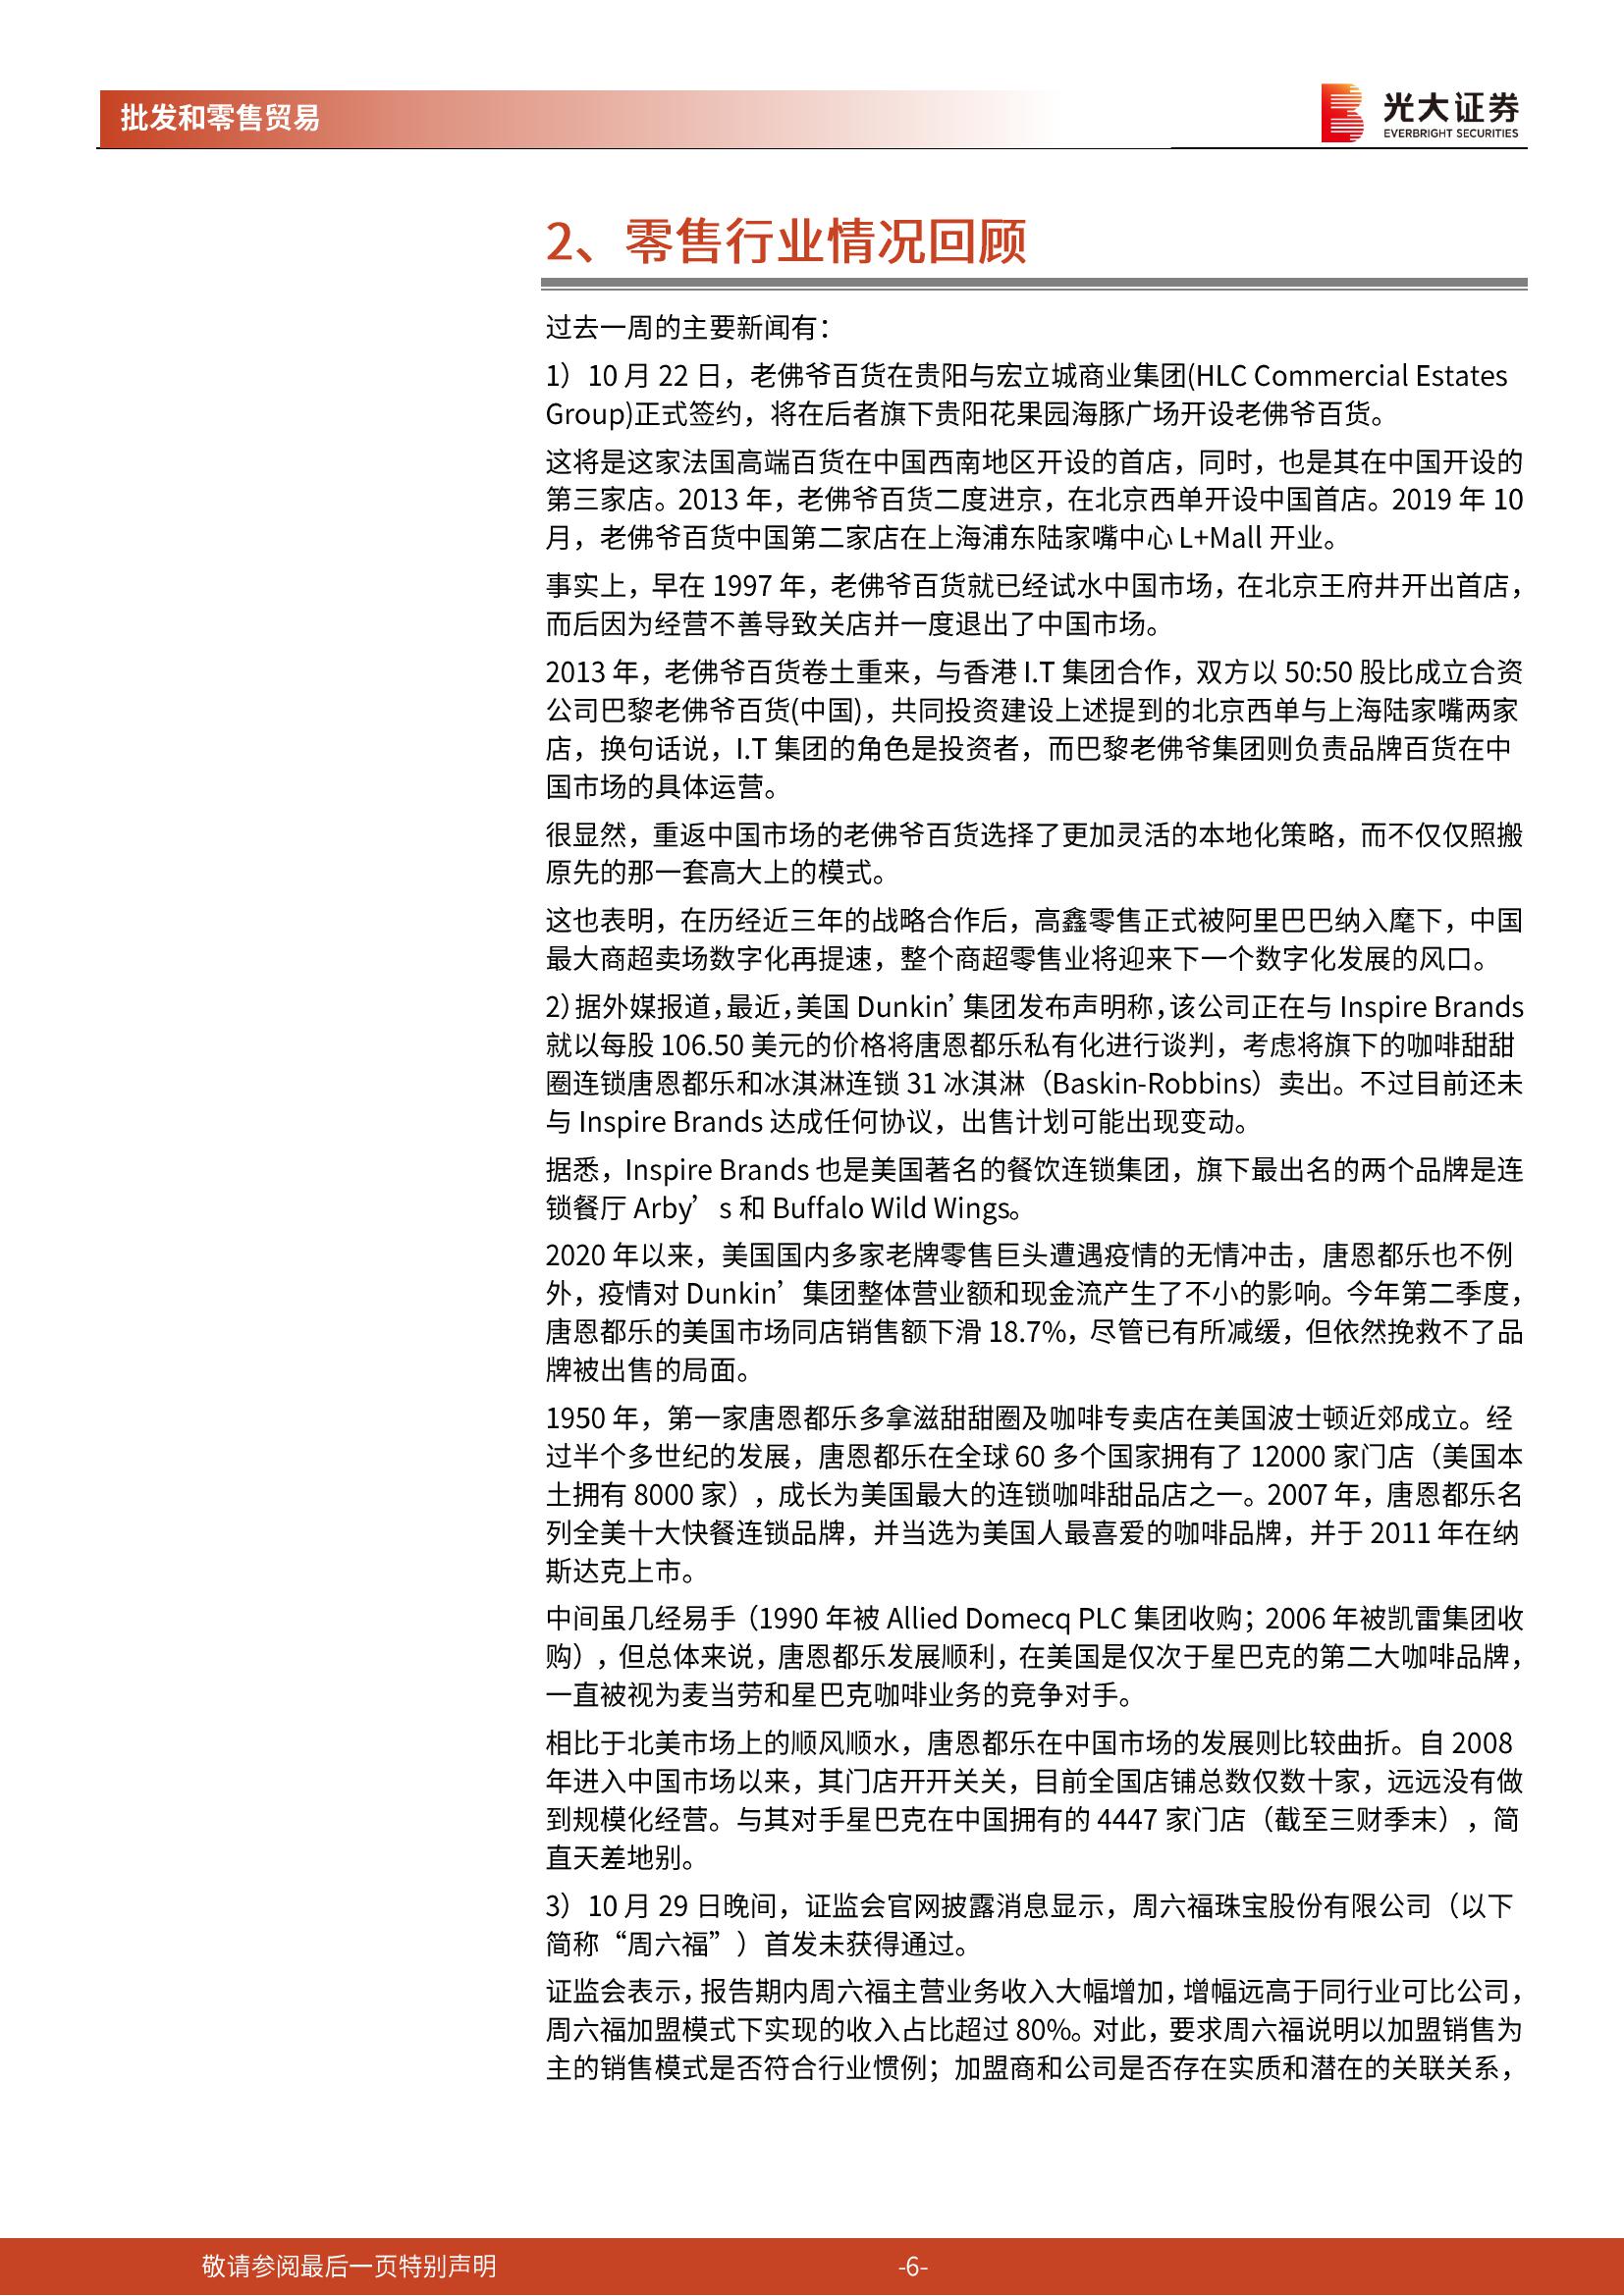 批发和零售贸易
光大证券
EVERBRIGHT SECURITIES
2、零售行业情况回顾
过去一周的主要新闻有：
1）10 月 22 日，老佛爷百货在贵阳与宏立城商业集团(HLC Commercial Estates
Group)正式签约，将在后者旗下贵阳花果园海豚广场开设老佛爷百货。
这将是这家法国高端百货在中国西南地区开设的首店，同时，也是其在中国开设的
第三家店。2013 年，老佛爷百货二度进京，在北京西单开设中国首店。2019 年 10
月，老佛爷百货中国第二家店在上海浦东陆家嘴中心 L+Mall 开业。
事实上，早在 1997 年，老佛爷百货就已经试水中国市场，在北京王府井开出首店，
而后因为经营不善导致关店并一度退出了中国市场。
2013 年，老佛爷百货卷土重来，与香港 I.T 集团合作，双方以 50:50 股比成立合资
公司巴黎老佛爷百货(中国)，共同投资建设上述提到的北京西单与上海陆家嘴两家
店，换句话说，I.T 集团的角色是投资者，而巴黎老佛爷集团则负责品牌百货在中
国市场的具体运营。
很显然，重返中国市场的老佛爷百货选择了更加灵活的本地化策略，而不仅仅照搬
原先的那一套高大上的模式。
这也表明，在历经近三年的战略合作后，高鑫零售正式被阿里巴巴纳入麾下，中国
最大商超卖场数字化再提速，整个商超零售业将迎来下一个数字化发展的风口。
2）据外媒报道，最近，美国 Dunkin’集团发布声明称，该公司正在与 Inspire Brands
就以每股 106.50 美元的价格将唐恩都乐私有化进行谈判，考虑将旗下的咖啡甜甜
圈连锁唐恩都乐和冰淇淋连锁 31 冰淇淋（Baskin-Robbins）卖出。不过目前还未
与 Inspire Brands 达成任何协议，出售计划可能出现变动。
据悉，Inspire Brands 也是美国著名的餐饮连锁集团，旗下最出名的两个品牌是连
锁餐厅 Arby’s 和 Buffalo Wild Wings。
2020 年以来，美国国内多家老牌零售巨头遭遇疫情的无情冲击，唐恩都乐也不例
外，疫情对 Dunkin’集团整体营业额和现金流产生了不小的影响。今年第二季度，
唐恩都乐的美国市场同店销售额下滑 18.7%，尽管已有所减缓，但依然挽救不了品
牌被出售的局面。
1950 年，第一家唐恩都乐多拿滋甜甜圈及咖啡专卖店在美国波士顿近郊成立。经
过半个多世纪的发展，唐恩都乐在全球 60 多个国家拥有了 12000 家门店（美国本
土拥有 8000 家），成长为美国最大的连锁咖啡甜品店之一。2007 年，唐恩都乐名
列全美十大快餐连锁品牌，并当选为美国人最喜爱的咖啡品牌，并于 2011 年在纳
斯达克上市。
中间虽几经易手（1990 年被 Allied Domecq PLC 集团收购；2006 年被凯雷集团收
购），但总体来说，唐恩都乐发展顺利，在美国是仅次于星巴克的第二大咖啡品牌，
一直被视为麦当劳和星巴克咖啡业务的竞争对手。
相比于北美市场上的顺风顺水，唐恩都乐在中国市场的发展则比较曲折。自 2008
年进入中国市场以来，其门店开开关关，目前全国店铺总数仅数十家，远远没有做
到规模化经营。与其对手星巴克在中国拥有的 4447 家门店（截至三财季末），简
直天差地别。
3）10 月 29 日晚间，证监会官网披露消息显示，周六福珠宝股份有限公司（以下
简称“周六福”）首发未获得通过。
证监会表示，报告期内周六福主营业务收入大幅增加，增幅远高于同行业可比公司，
周六福加盟模式下实现的收入占比超过 80%。对此，要求周六福说明以加盟销售为
主的销售模式是否符合行业惯例；加盟商和公司是否存在实质和潜在的关联关系，
敬请参阅最后一页特别声明
-6-